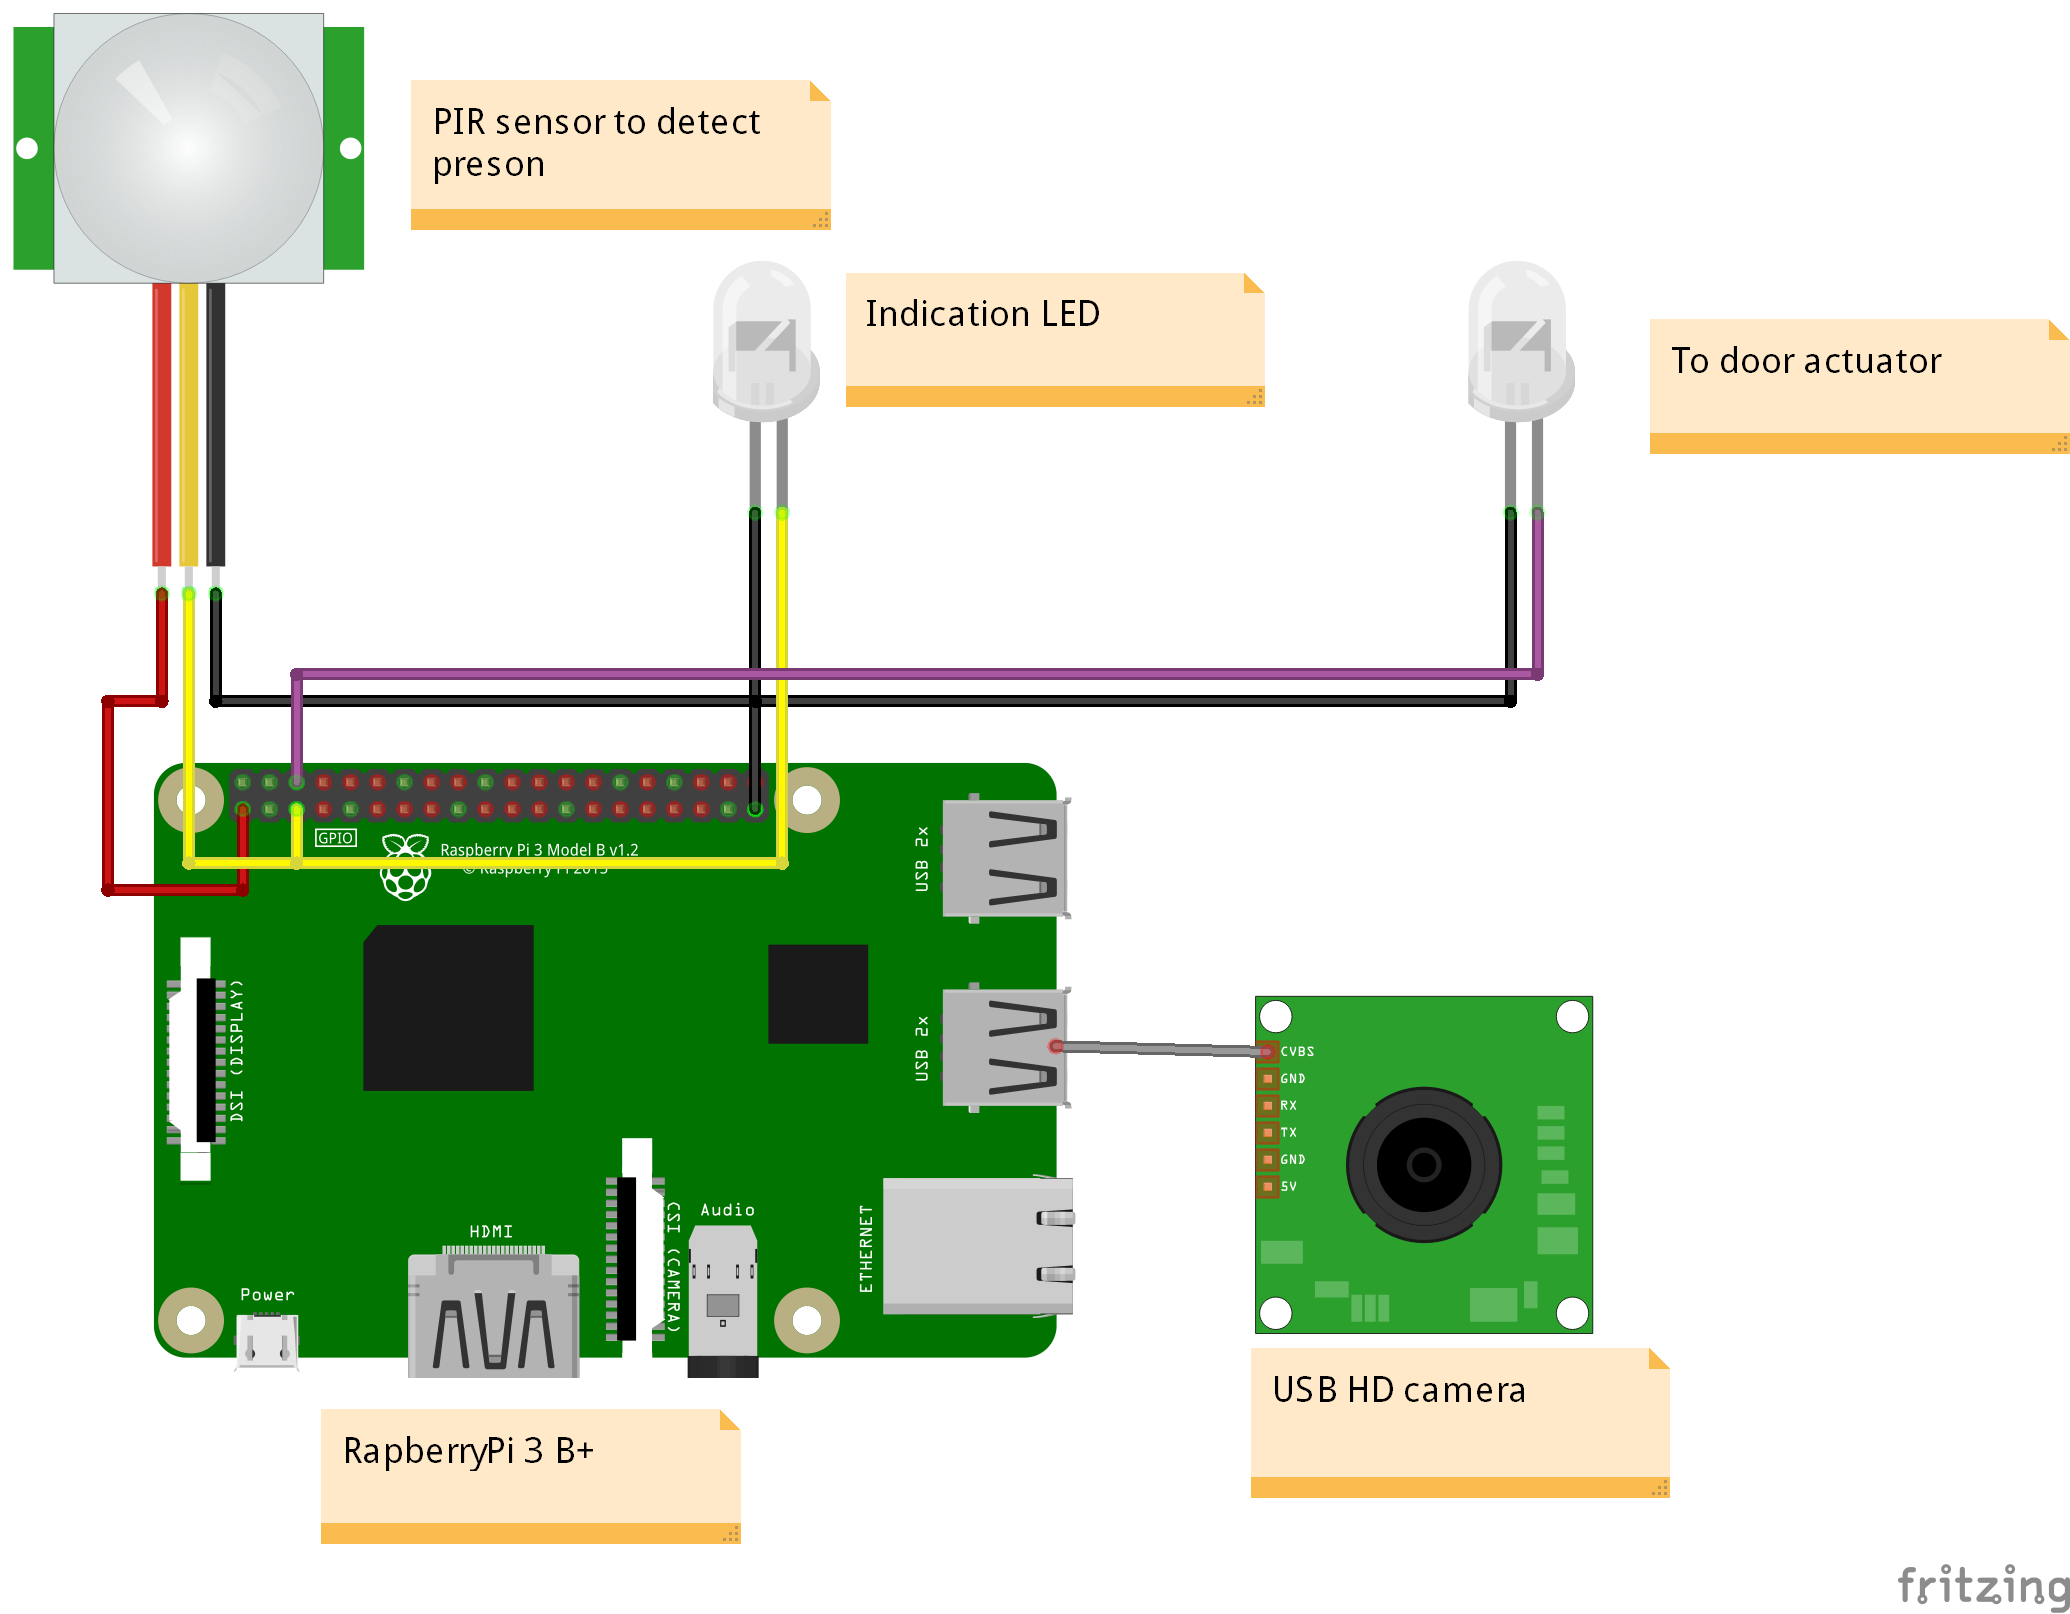 PIR sensor to detect
preson
Indication LED
To door actuator
GPIO
Raspberry Pi 3 Model B v1.2
© Raspberry Pi 2015
USB 2x
USB 2x
DSI (DISPLAY)
CVBS
GND
RX
TX
GND
5V
CSI (CAMERA)
Audio
ETHERNET
HDMI
Power
USB HD camera
RapberryPi 3 B+
fritzing